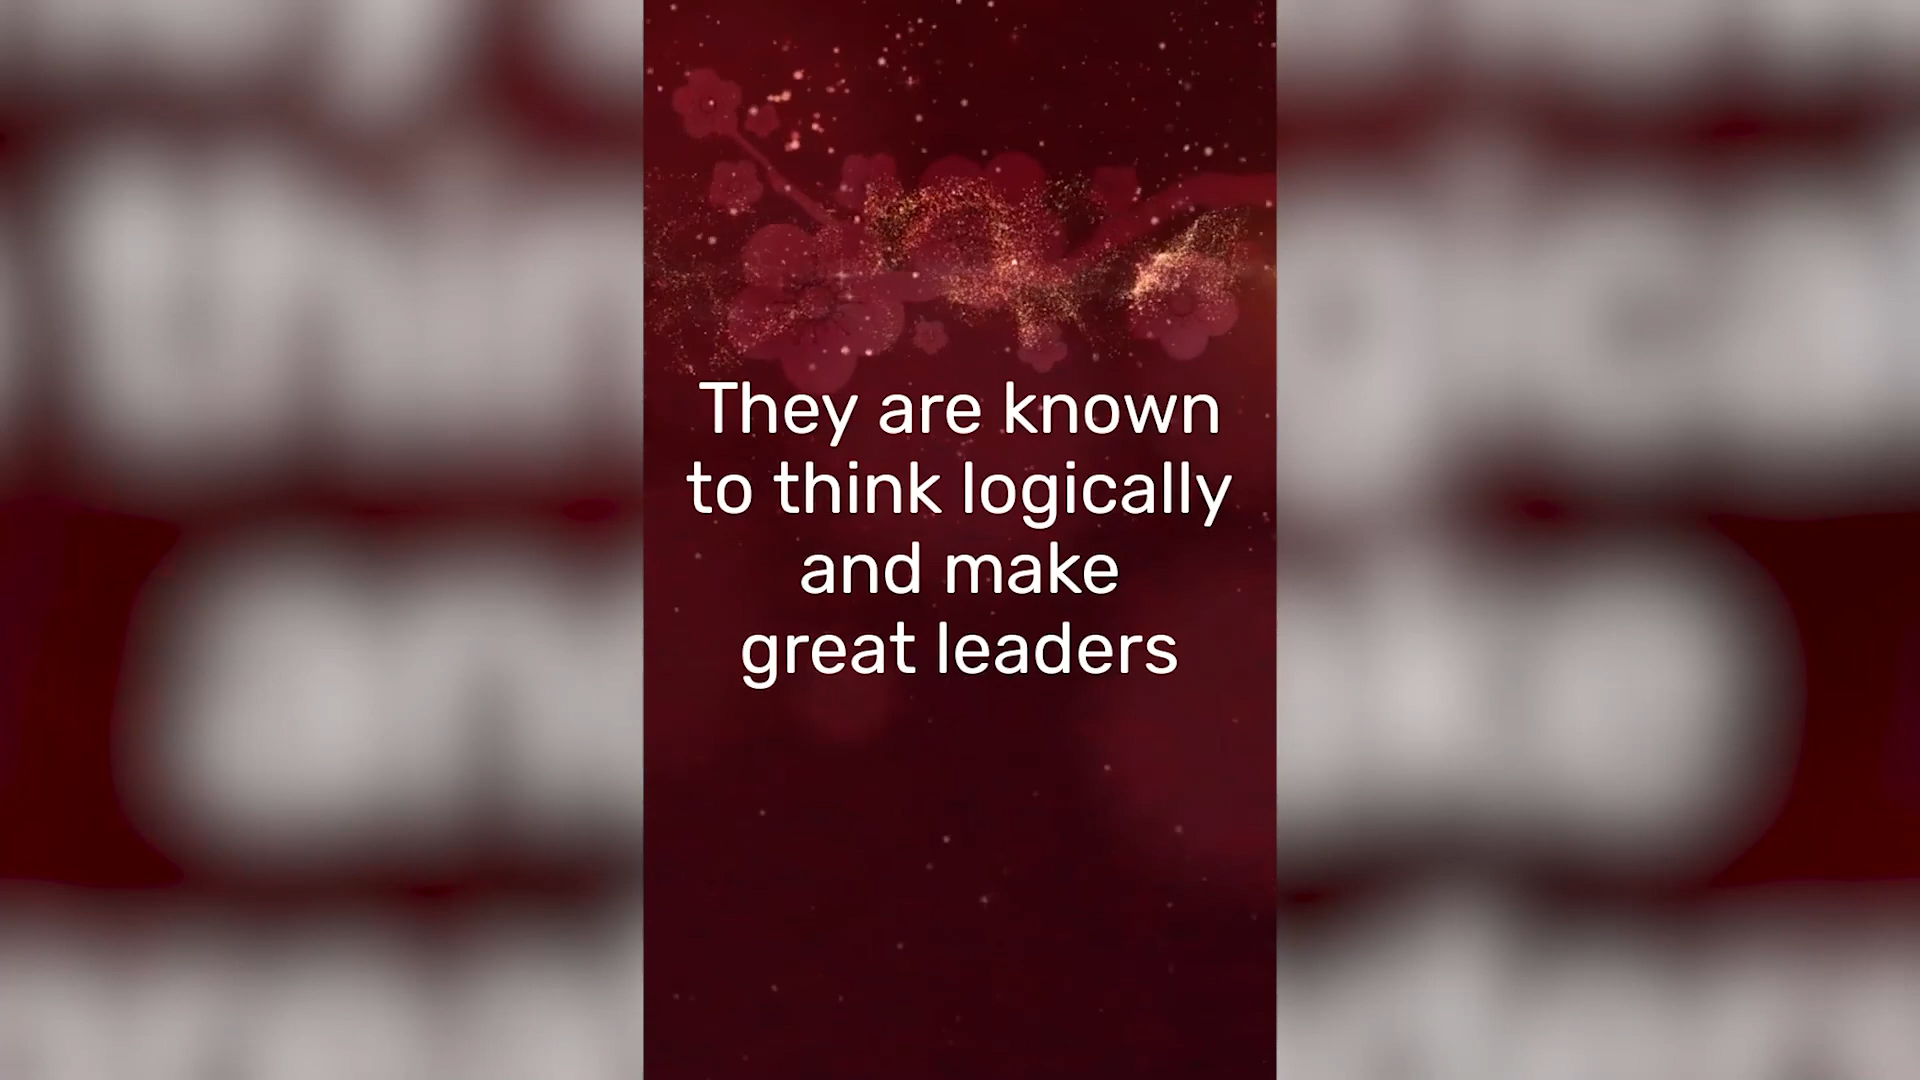 They are known
to think logically
and make
great leaders